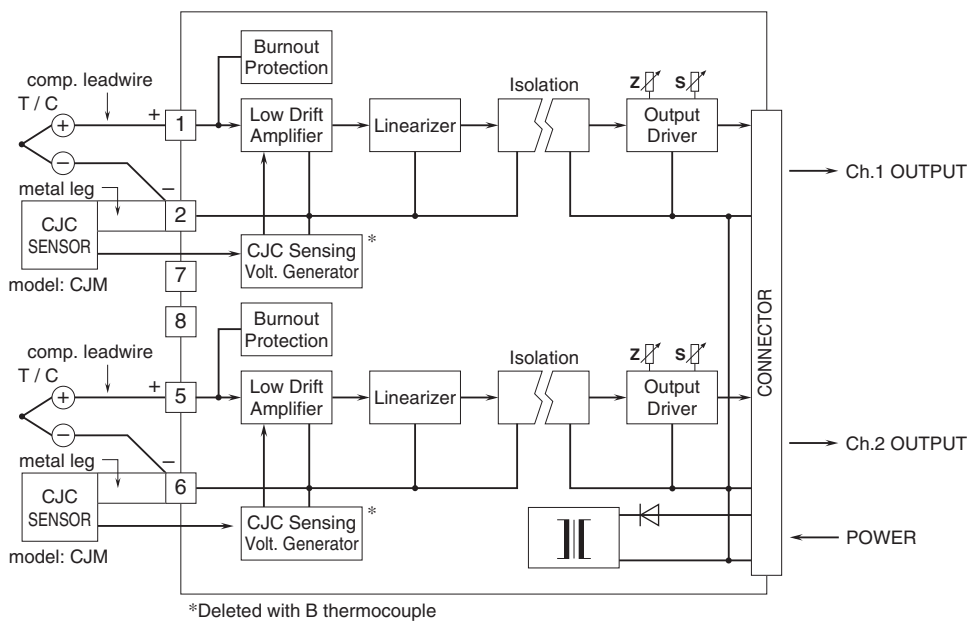 Burnout
Protection
comp. leadwire
T / C
+
1
Low Drift
Amplifier
Linearizer
Isolation
Z
S
Output
Driver
+
−
−
metal leg
2
CJC
SENSOR
CJC Sensing
Volt. Generator
*
model: CJM
7
8
Ch.1 OUTPUT
CONNECTOR
Burnout
Protection
comp. leadwire
T / C
+
5
Low Drift
Amplifier
Linearizer
Isolation
Z
S
Output
Driver
+
−
−
metal leg
6
CJC
SENSOR
CJC Sensing
Volt. Generator
*
model: CJM
Ch.2 OUTPUT
POWER
*Deleted with B thermocouple